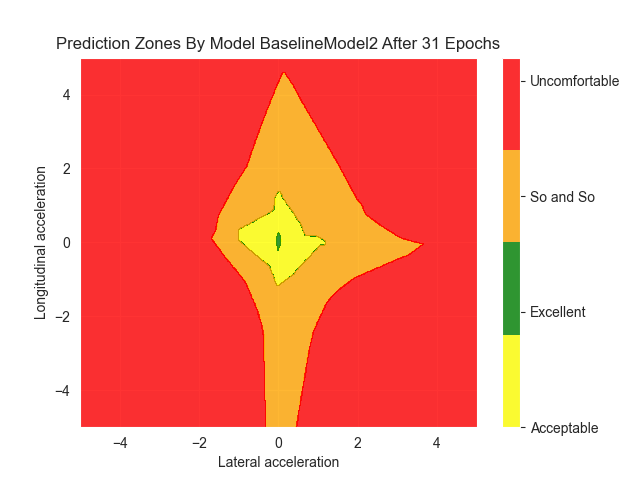 Prediction Zones By Model BaselineModel2 After 31 Epochs
Uncomfortable
So and So
Excellent
Acceptable
Longitudinal acceleration
4
2
0
−2
−4
−4 −2 0 2 4
Lateral acceleration